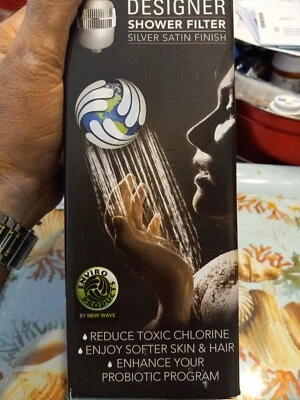 DESIGNER
SHOWER FILTER
SILVER SATIN FINISH
ENVIRO
PRODUCTS
BY NEW WAVE
REDUCE TOXIC CHLORINE
ENJOY SOFTER SKIN & HAIR
ENHANCE YOUR
PROBIOTIC PROGRAM